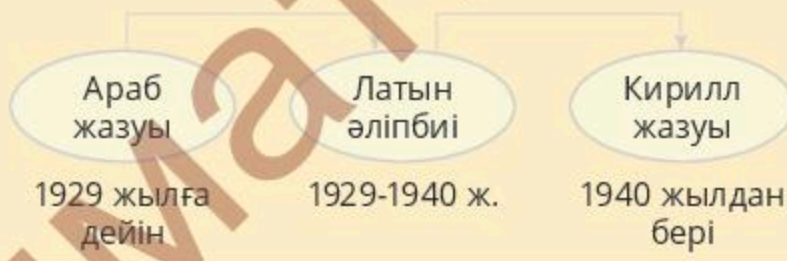 Араб
жазуы
Латын
әліпбиі
Кирилл
жазуы
1929 жылға
дейін
1929-1940 ж.
1940 жылдан
бері